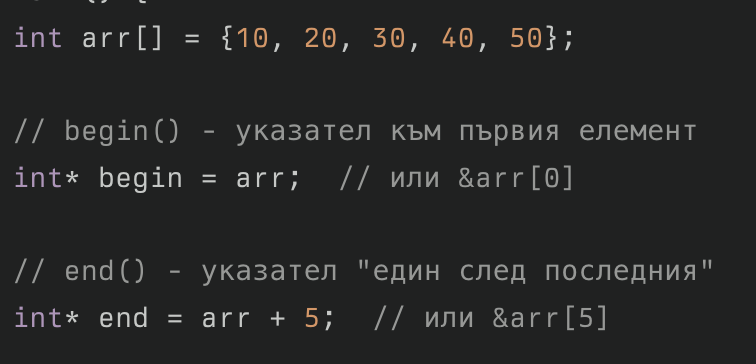 int arr[] = {10, 20, 30, 40, 50};
// begin() - указател към първия елемент
int* begin = arr;  // или &arr[0]
// end() - указател "един след последния"
int* end = arr + 5;  // или &arr[5]